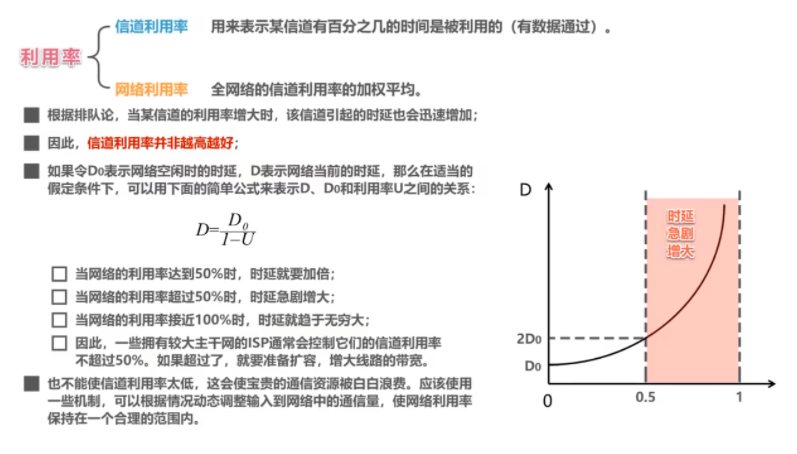 利用率
信道利用率 用来表示某信道有百分之几的时间是被利用的（有数据通过）。
网络利用率 全网络的信道利用率的加权平均。
根据排队论，当某信道的利用率增大时，该信道引起的时延也会迅速增加；
因此，信道利用率并非越高越好；
如果令D₀表示网络空闲时的时延，D表示网络当前的时延，那么在适当的
假定条件下，可以用下面的简单公式来表示D、D₀和利用率U之间的关系：
D=D₀/1−U
当网络的利用率达到50%时，时延就要加倍；
当网络的利用率超过50%时，时延急剧增大；
当网络的利用率接近100%时，时延就趋于无穷大；
因此，一些拥有较大主干网的ISP通常会控制它们的信道利用率
不超过50%。如果超过了，就要准备扩容，增大线路的带宽。
也不能使信道利用率太低，这会使宝贵的通信资源被白白浪费。应该使用
一些机制，可以根据情况动态调整输入到网络中的通信量，使网络利用率
保持在一个合理的范围内。
D
时延
急剧
增大
2D₀
D₀
0
0.5
1